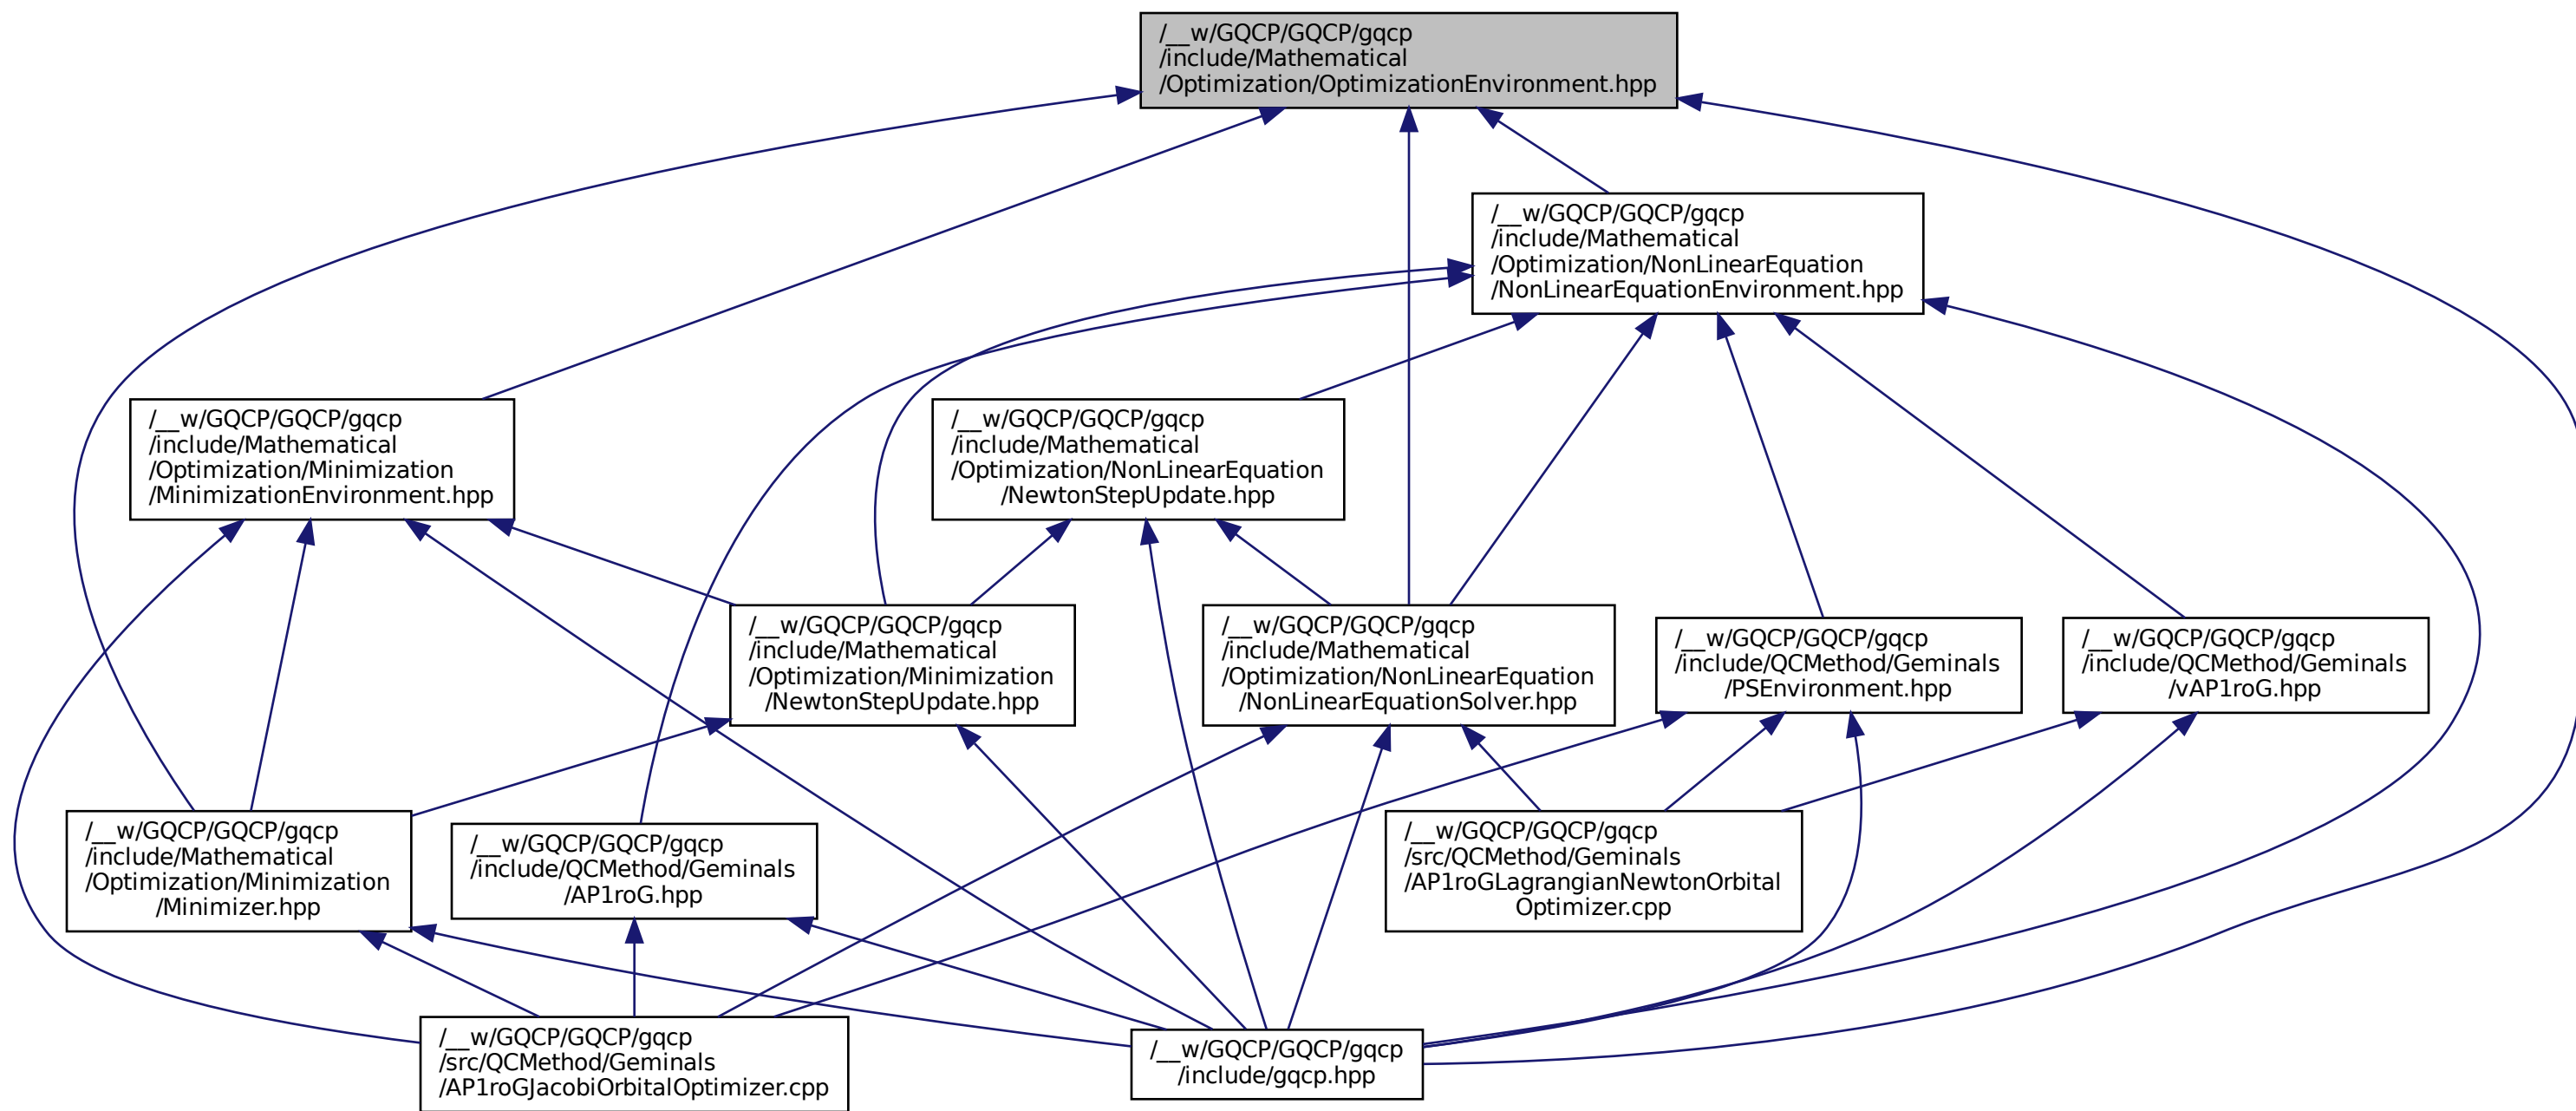 /__w/GQCP/GQCP/gqcp
/include/Mathematical
/Optimization/OptimizationEnvironment.hpp
/__w/GQCP/GQCP/gqcp
/include/Mathematical
/Optimization/NonLinearEquation
/NonLinearEquationEnvironment.hpp
/__w/GQCP/GQCP/gqcp
/include/Mathematical
/Optimization/Minimization
/MinimizationEnvironment.hpp
/__w/GQCP/GQCP/gqcp
/include/Mathematical
/Optimization/NonLinearEquation
/NewtonStepUpdate.hpp
/__w/GQCP/GQCP/gqcp
/include/Mathematical
/Optimization/Minimization
/NewtonStepUpdate.hpp
/__w/GQCP/GQCP/gqcp
/include/Mathematical
/Optimization/NonLinearEquation
/NonLinearEquationSolver.hpp
/__w/GQCP/GQCP/gqcp
/include/QCMethod/Geminals
/PSEnvironment.hpp
/__w/GQCP/GQCP/gqcp
/include/QCMethod/Geminals
/vAP1roG.hpp
/__w/GQCP/GQCP/gqcp
/include/Mathematical
/Optimization/Minimization
/Minimizer.hpp
/__w/GQCP/GQCP/gqcp
/include/QCMethod/Geminals
/AP1roG.hpp
/__w/GQCP/GQCP/gqcp
/src/QCMethod/Geminals
/AP1roGLagrangianNewtonOrbital
Optimizer.cpp
/__w/GQCP/GQCP/gqcp
/src/QCMethod/Geminals
/AP1roGJacobiOrbitalOptimizer.cpp
/__w/GQCP/GQCP/gqcp
/include/gqcp.hpp